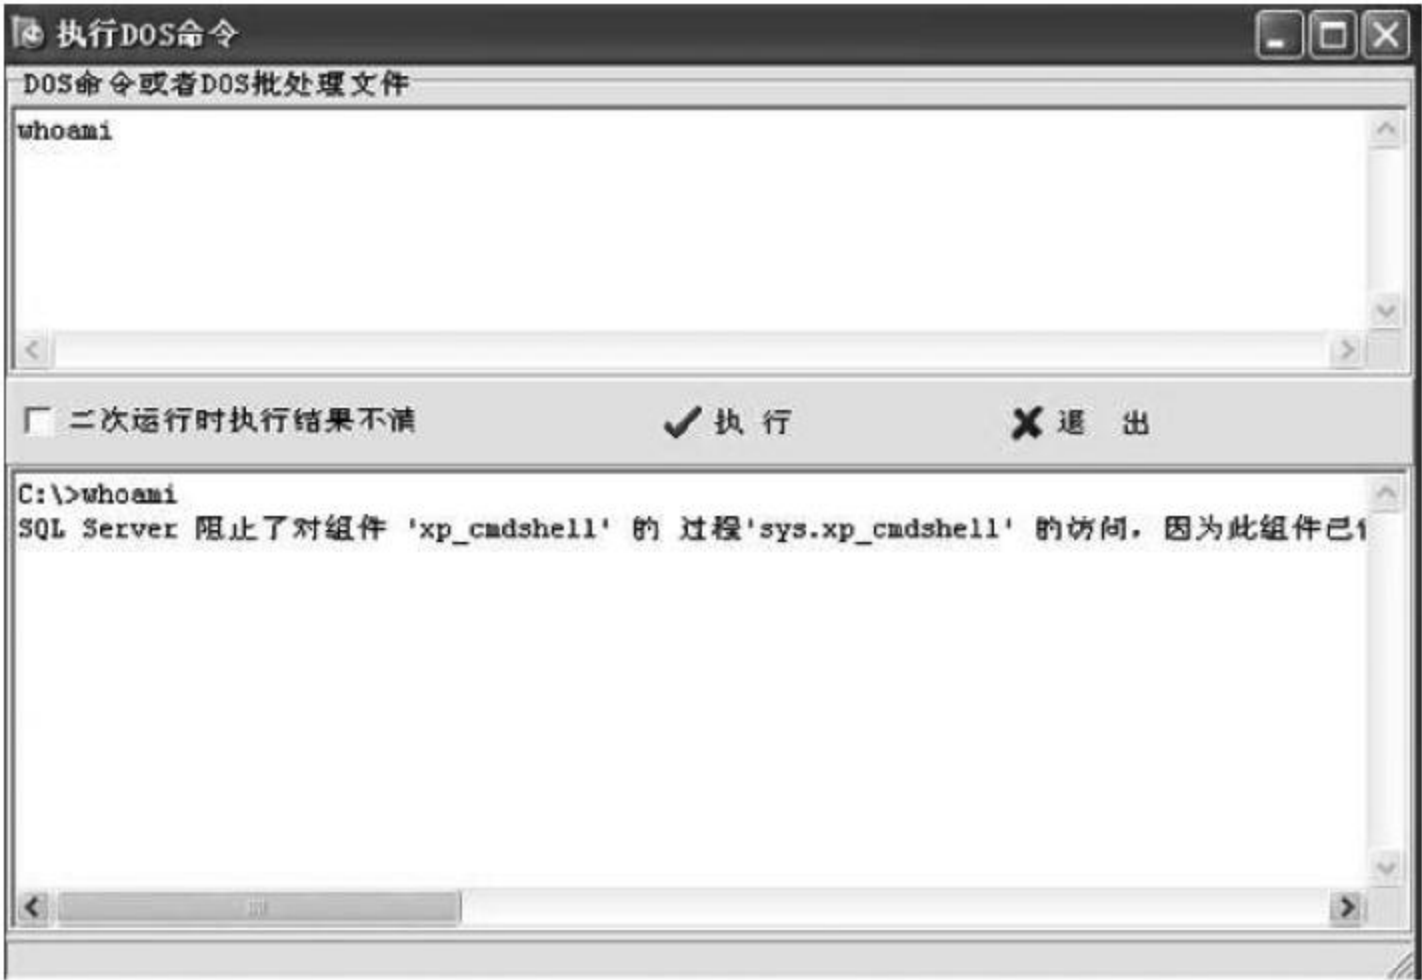 执行DOS命令
DOS命令或者DOS批处理文件
whoami
二次运行时执行结果不清
执 行
退 出
C:\>whoami
SQL Server 阻止了对组件 'xp_cmdshell' 的 过程'sys.xp_cmdshell' 的访问，因为此组件已